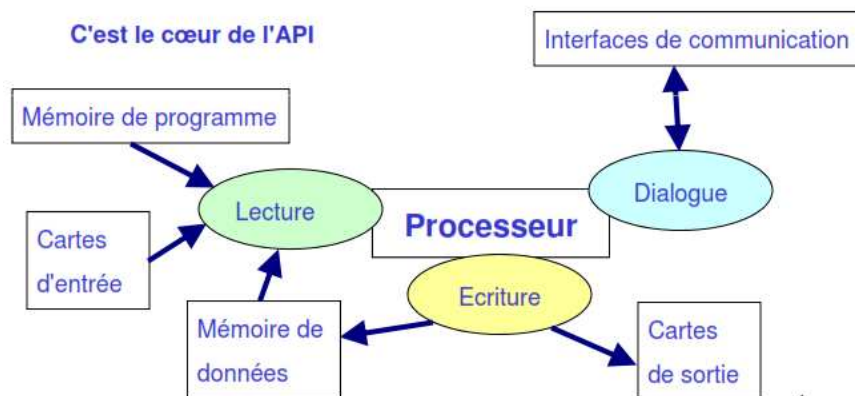 C'est le cœur de l'API
Interfaces de communication
Mémoire de programme
Lecture
Dialogue
Processeur
Cartes
d'entrée
Ecriture
Mémoire de
données
Cartes
de sortie